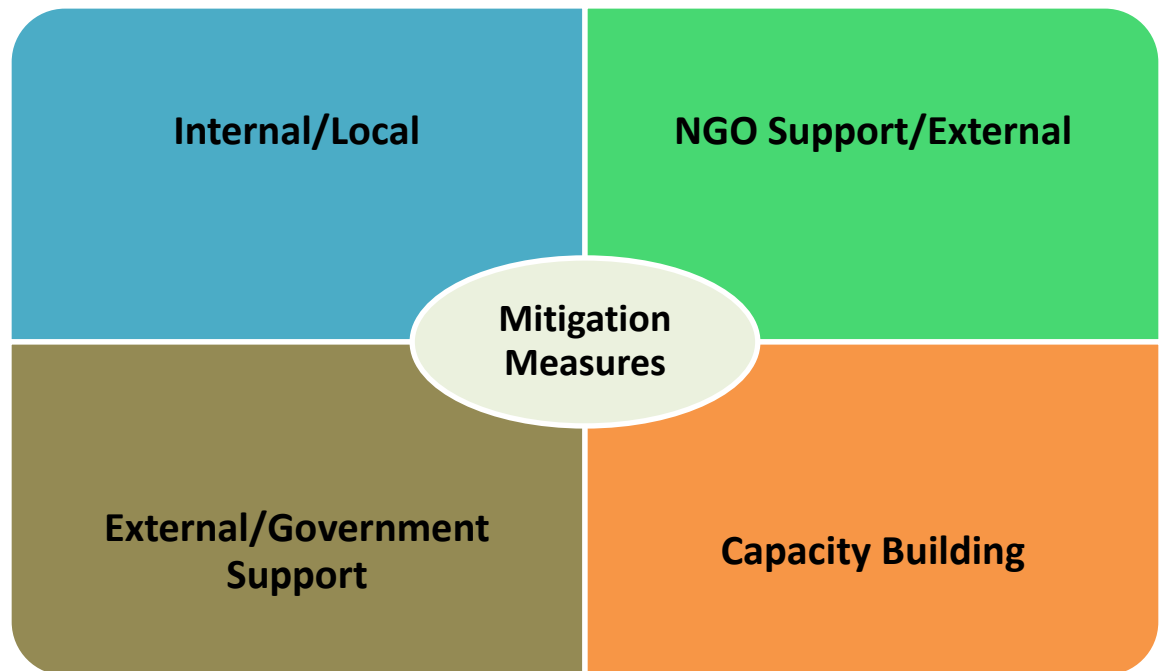 Internal/Local
NGO Support/External
Mitigation
Measures
External/Government
Support
Capacity Building